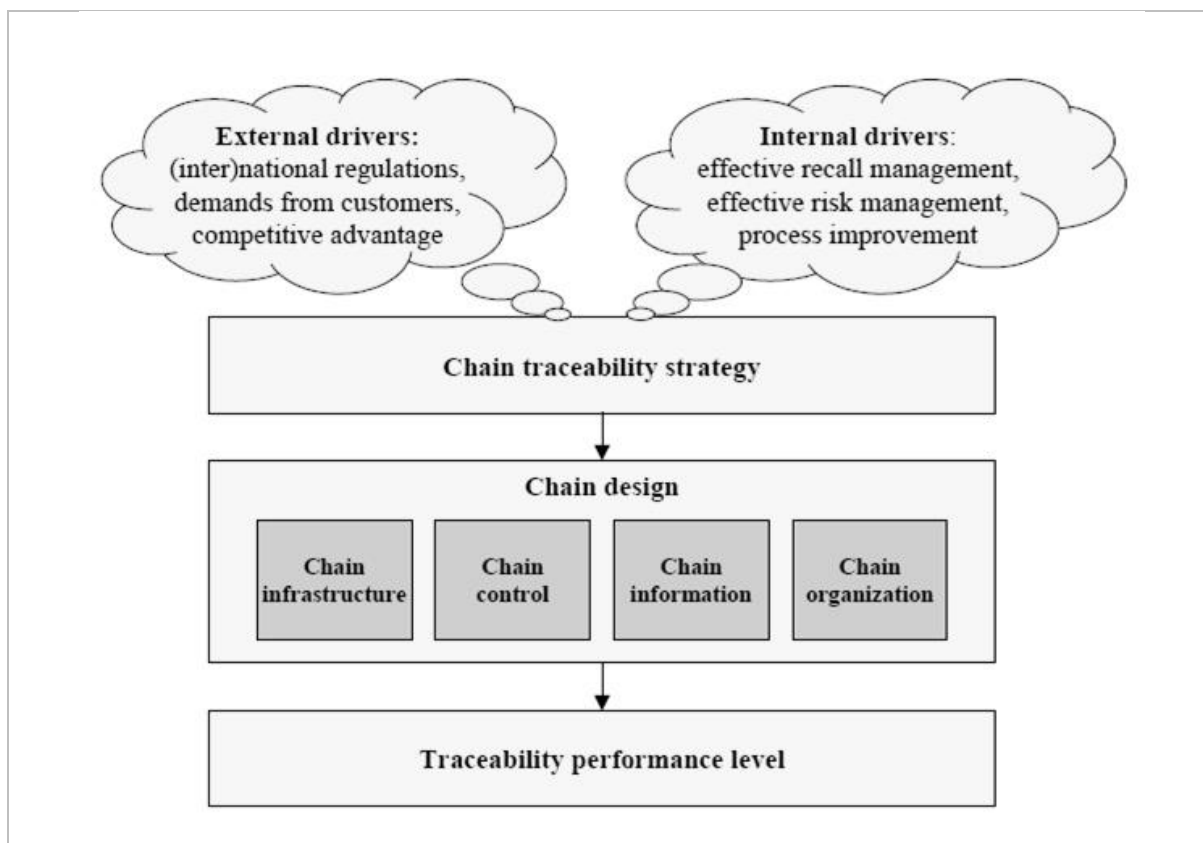 External drivers:
(inter)national regulations,
demands from customers,
competitive advantage
Internal drivers:
effective recall management,
effective risk management,
process improvement
Chain traceability strategy
Chain design
Chain
infrastructure
Chain
control
Chain
information
Chain
organization
Traceability performance level